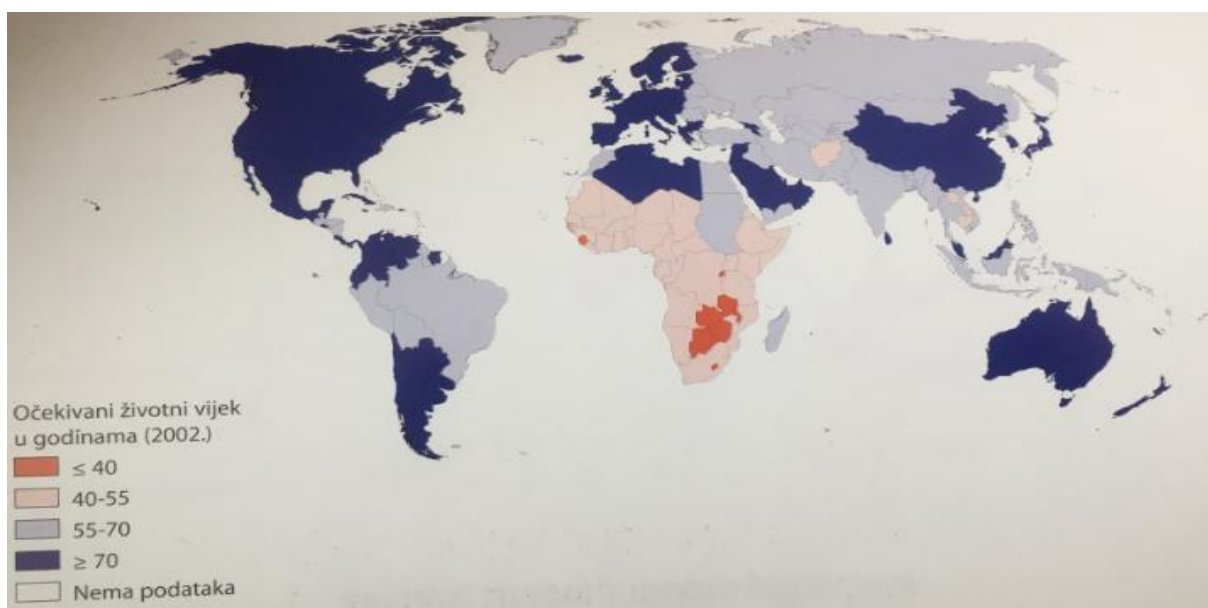 Očekivani životni vijek
u godinama (2002.)
≤ 40
40-55
55-70
≥ 70
Nema podataka